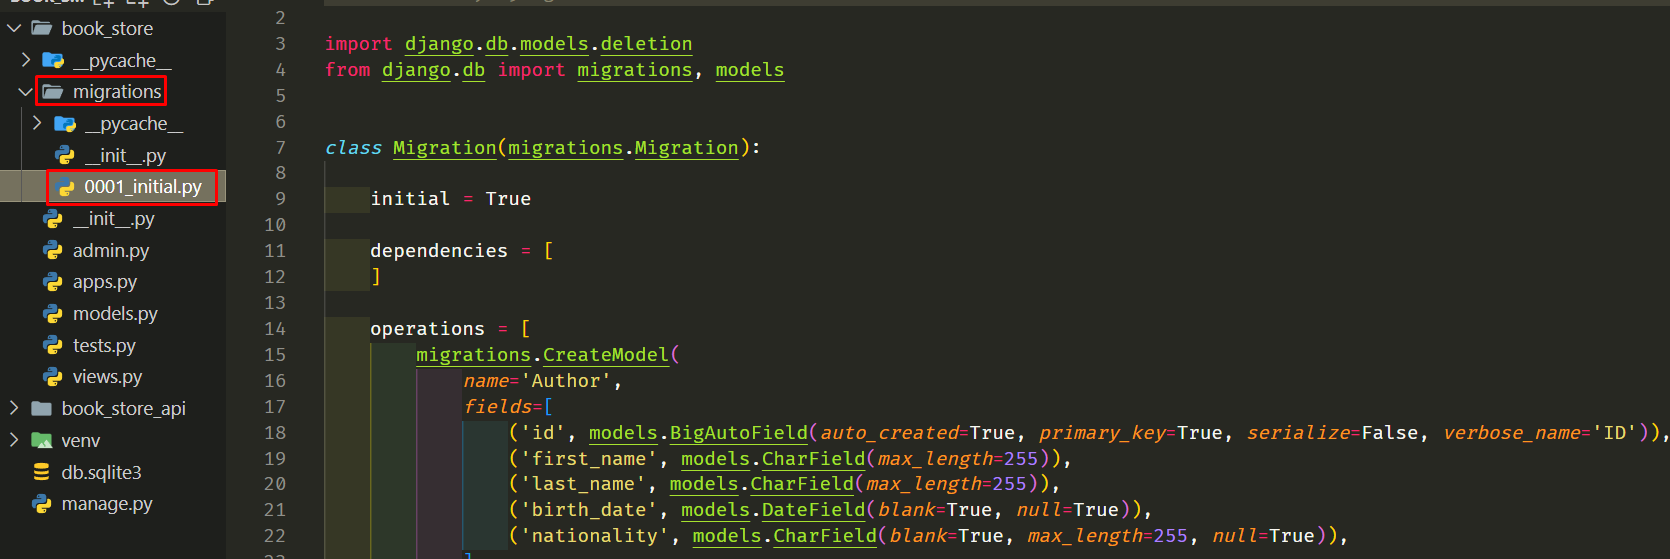 book_store
__pycache__
migrations
__pycache__
__init__.py
0001_initial.py
__init__.py
admin.py
apps.py
models.py
tests.py
views.py
book_store_api
venv
db.sqlite3
manage.py
2
3 import django.db.models.deletion
4 from django.db import migrations, models
5
6
7 class Migration(migrations.Migration):
8
9 initial = True
10
11 dependencies = [
12 ]
13
14 operations = [
15 migrations.CreateModel(
16 name='Author',
17 fields=[
18 ('id', models.BigAutoField(auto_created=True, primary_key=True, serialize=False, verbose_name='ID')),
19 ('first_name', models.CharField(max_length=255)),
20 ('last_name', models.CharField(max_length=255)),
21 ('birth_date', models.DateField(blank=True, null=True)),
22 ('nationality', models.CharField(blank=True, max_length=255, null=True)),